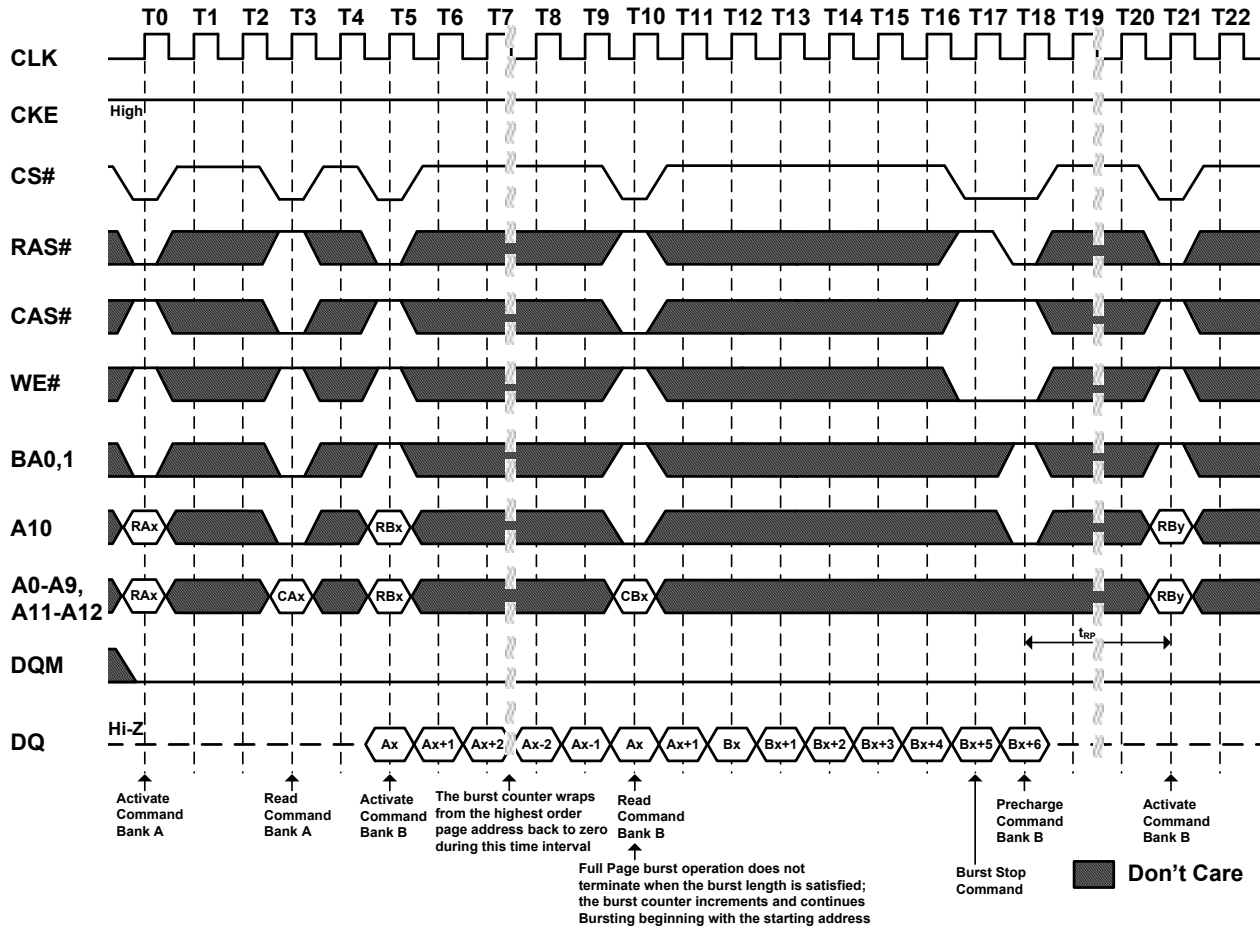 T0 T1 T2 T3 T4 T5 T6 T7 T8 T9 T10 T11 T12 T13 T14 T15 T16 T17 T18 T19 T20 T21 T22
CLK
CKE
High
CS#
RAS#
CAS#
WE#
BA0,1
A10
RAx
RBx
RBy
A0-A9,
A11-A12
RAx
CAx
RBx
CBx
RBy
tRP
DQM
DQ
Hi-Z
Ax
Ax+1
Ax+2
Ax-2
Ax-1
Ax
Ax+1
Bx
Bx+1
Bx+2
Bx+3
Bx+4
Bx+5
Bx+6
Activate
Command
Bank A
Read
Command
Bank A
Activate
Command
Bank B
The burst counter wraps
from the highest order
page address back to zero
during this time interval
Read
Command
Bank B
Full Page burst operation does not
terminate when the burst length is satisfied;
the burst counter increments and continues
Bursting beginning with the starting address
Burst Stop
Command
Precharge
Command
Bank B
Activate
Command
Bank B
Don't Care